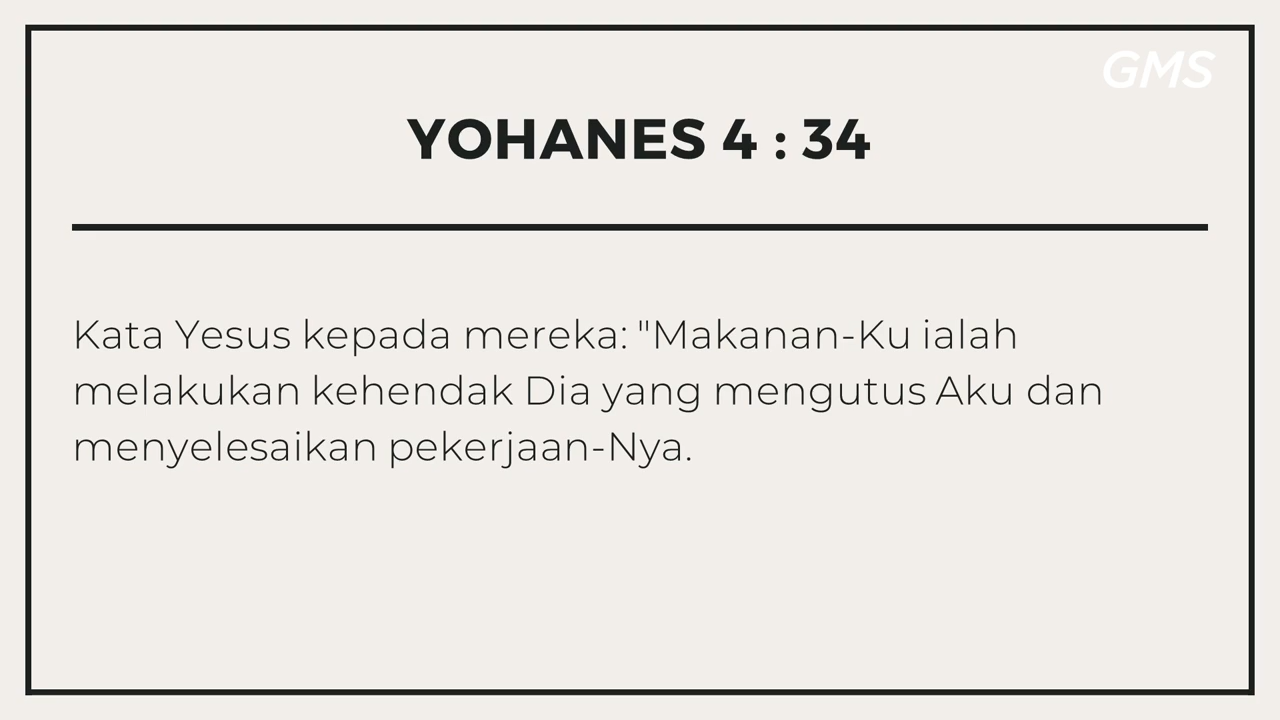 GMS
YOHANES 4 : 34
Kata Yesus kepada mereka: "Makanan-Ku ialah
melakukan kehendak Dia yang mengutus Aku dan
menyelesaikan pekerjaan-Nya.